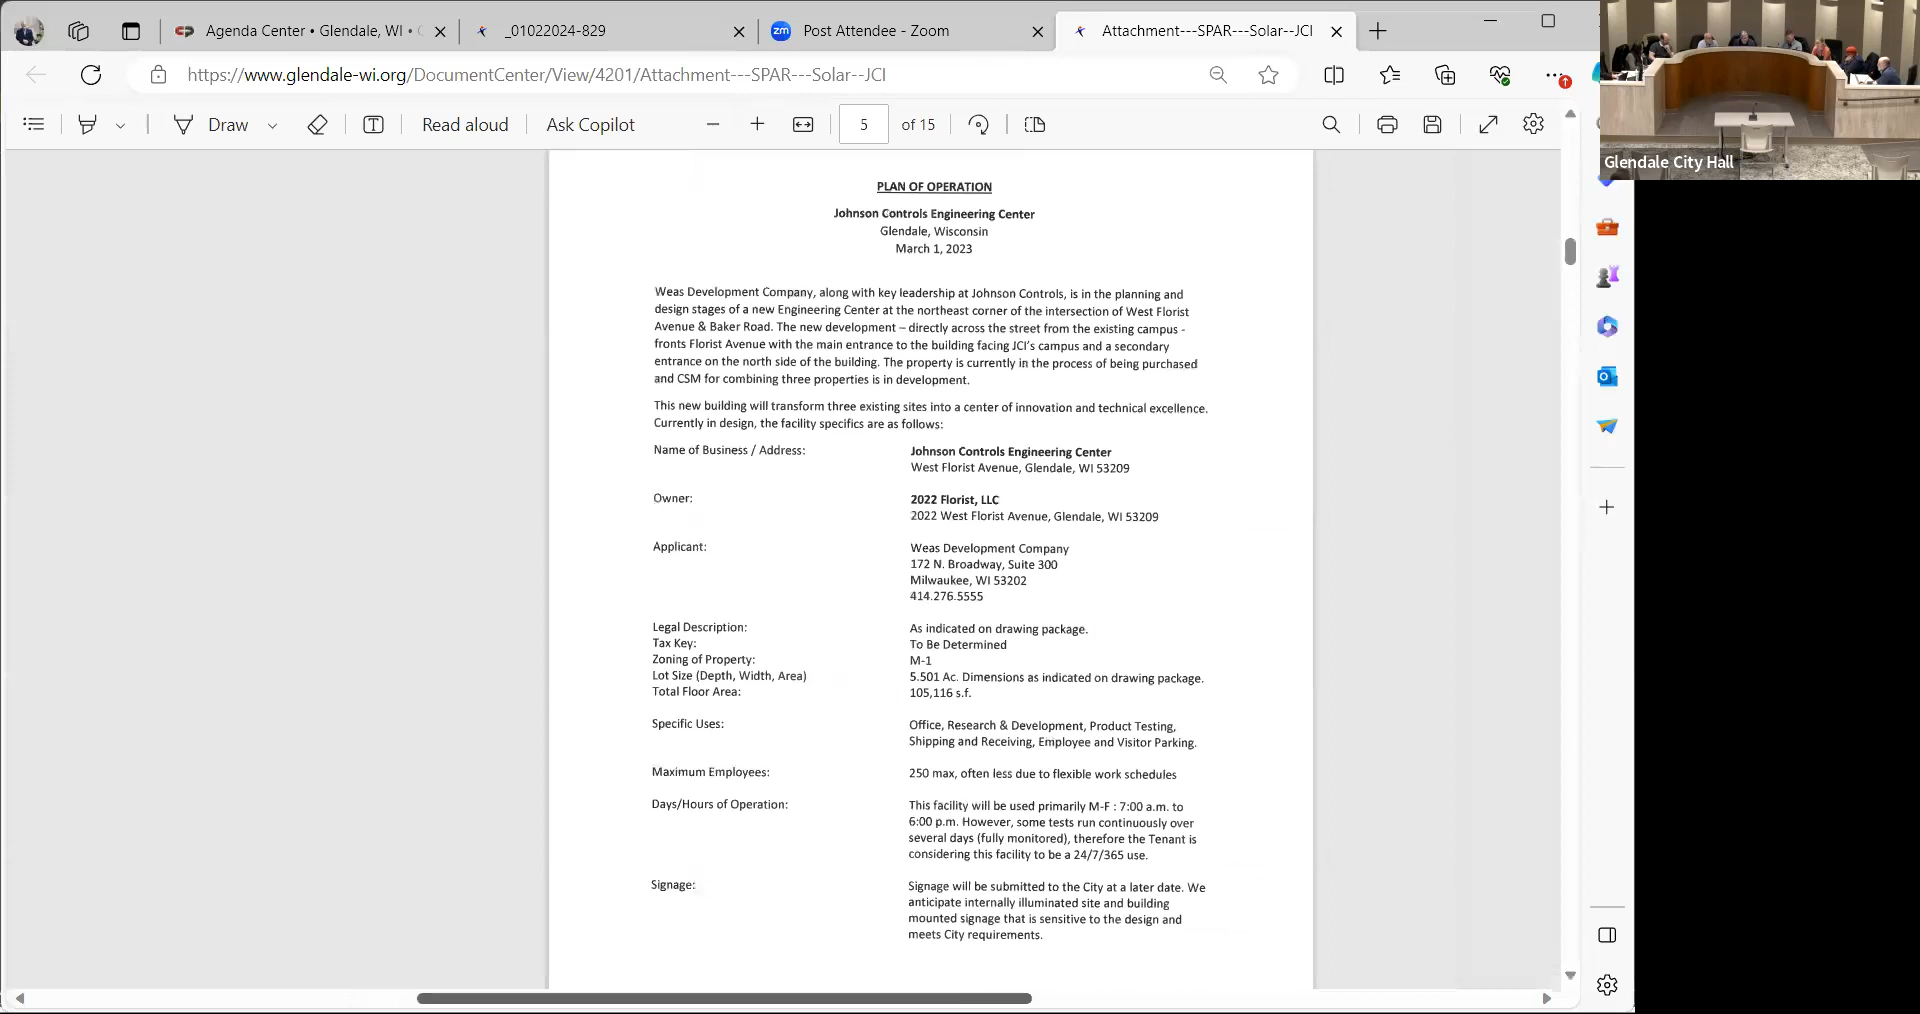 Agenda Center • Glendale, WI •
_01022024-829
zm
Post Attendee - Zoom
Attachment---SPAR---Solar--JCI
https://www.glendale-wi.org/DocumentCenter/View/4201/Attachment---SPAR---Solar--JCI
Draw
Read aloud
Ask Copilot
5
of 15
Glendale City Hall
PLAN OF OPERATION
Johnson Controls Engineering Center
Glendale, Wisconsin
March 1, 2023
Weas Development Company, along with key leadership at Johnson Controls, is in the planning and
design stages of a new Engineering Center at the northeast corner of the intersection of West Florist
Avenue & Baker Road. The new development – directly across the street from the existing campus -
fronts Florist Avenue with the main entrance to the building facing JCI's campus and a secondary
entrance on the north side of the building. The property is currently in the process of being purchased
and CSM for combining three properties is in development.
This new building will transform three existing sites into a center of innovation and technical excellence.
Currently in design, the facility specifics are as follows:
Name of Business / Address:
Johnson Controls Engineering Center
West Florist Avenue, Glendale, WI 53209
Owner:
2022 Florist, LLC
2022 West Florist Avenue, Glendale, WI 53209
Applicant:
Weas Development Company
172 N. Broadway, Suite 300
Milwaukee, WI 53202
414.276.5555
Legal Description:
As indicated on drawing package.
Tax Key:
To Be Determined
Zoning of Property:
M-1
Lot Size (Depth, Width, Area)
5.501 Ac. Dimensions as indicated on drawing package.
Total Floor Area:
105,116 s.f.
Specific Uses:
Office, Research & Development, Product Testing,
Shipping and Receiving, Employee and Visitor Parking.
Maximum Employees:
250 max, often less due to flexible work schedules
Days/Hours of Operation:
This facility will be used primarily M-F : 7:00 a.m. to
6:00 p.m. However, some tests run continuously over
several days (fully monitored), therefore the Tenant is
considering this facility to be a 24/7/365 use.
Signage:
Signage will be submitted to the City at a later date. We
anticipate internally illuminated site and building
mounted signage that is sensitive to the design and
meets City requirements.